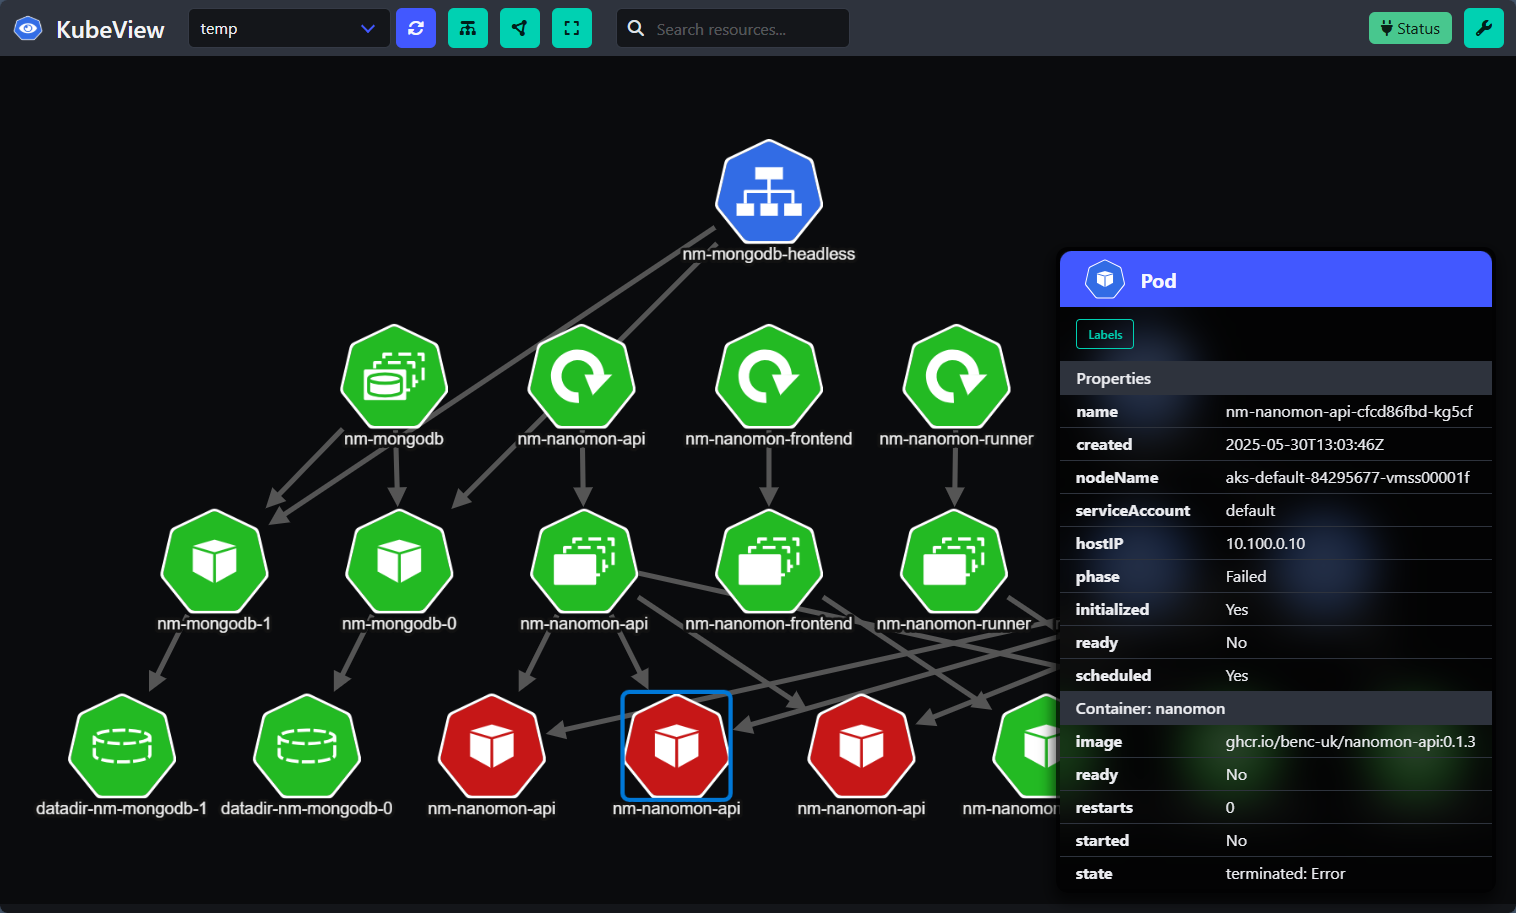 KubeView
temp
Search resources...
Status
nm-mongodb-headless
nm-mongodb
nm-nanomon-api
nm-nanomon-frontend
nm-nanomon-runner
nm-mongodb-1
nm-mongodb-0
nm-nanomon-api
nm-nanomon-frontend
nm-nanomon-runner
datadir-nm-mongodb-1
datadir-nm-mongodb-0
nm-nanomon-api
nm-nanomon-api
nm-nanomon-api
nm-nanomon
Pod
Labels
Properties
name nm-nanomon-api-cfcd86fbd-kg5cf
created 2025-05-30T13:03:46Z
nodeName aks-default-84295677-vmss00001f
serviceAccount default
hostIP 10.100.0.10
phase Failed
initialized Yes
ready No
scheduled Yes
Container: nanomon
image ghcr.io/benc-uk/nanomon-api:0.1.3
ready No
restarts 0
started No
state terminated: Error